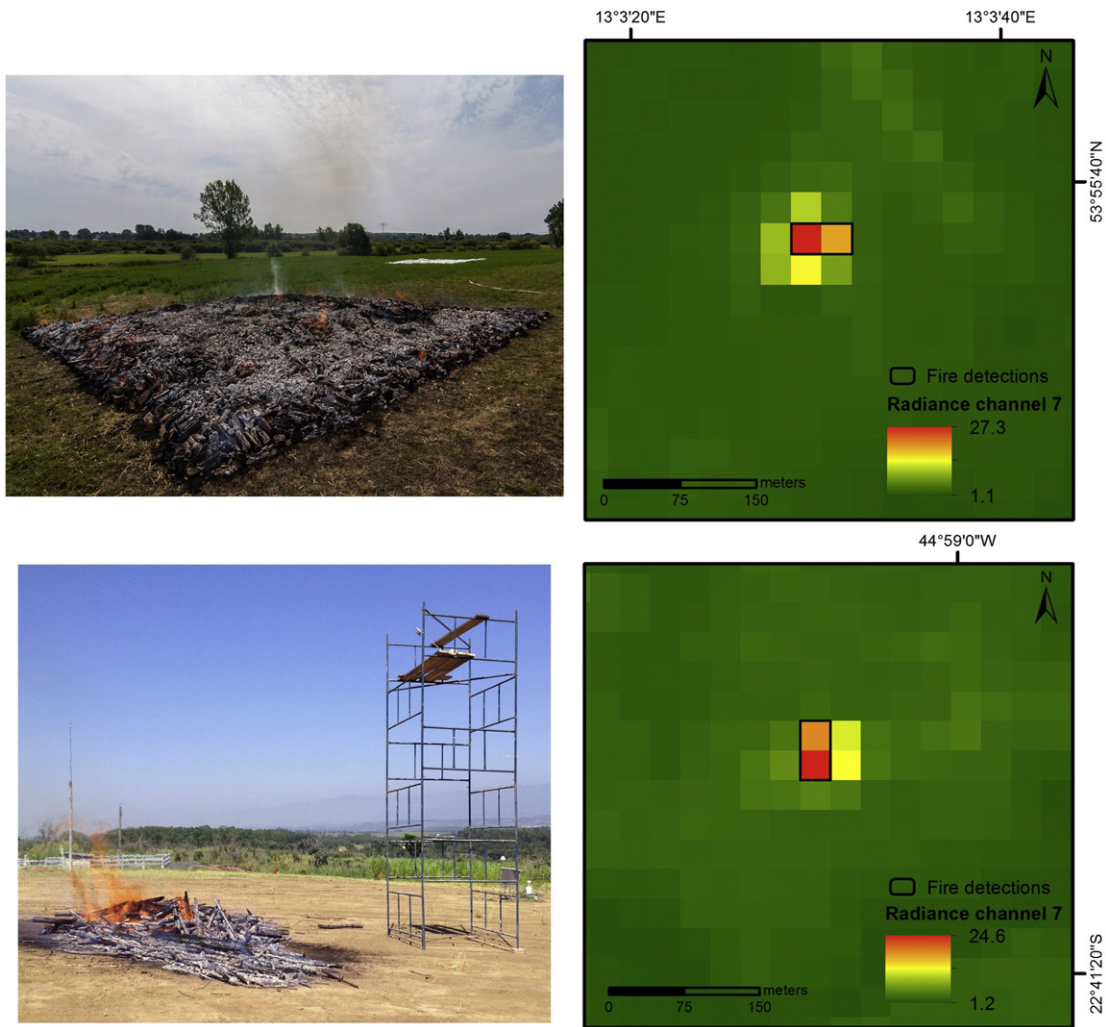 13°3'20"E
13°3'40"E
N
53°55'40"N
Fire detections
Radiance channel 7
27.3
1.1
meters
0
75
150
44°59'0"W
N
Fire detections
Radiance channel 7
24.6
1.2
meters
0
75
150
22°41'20"S